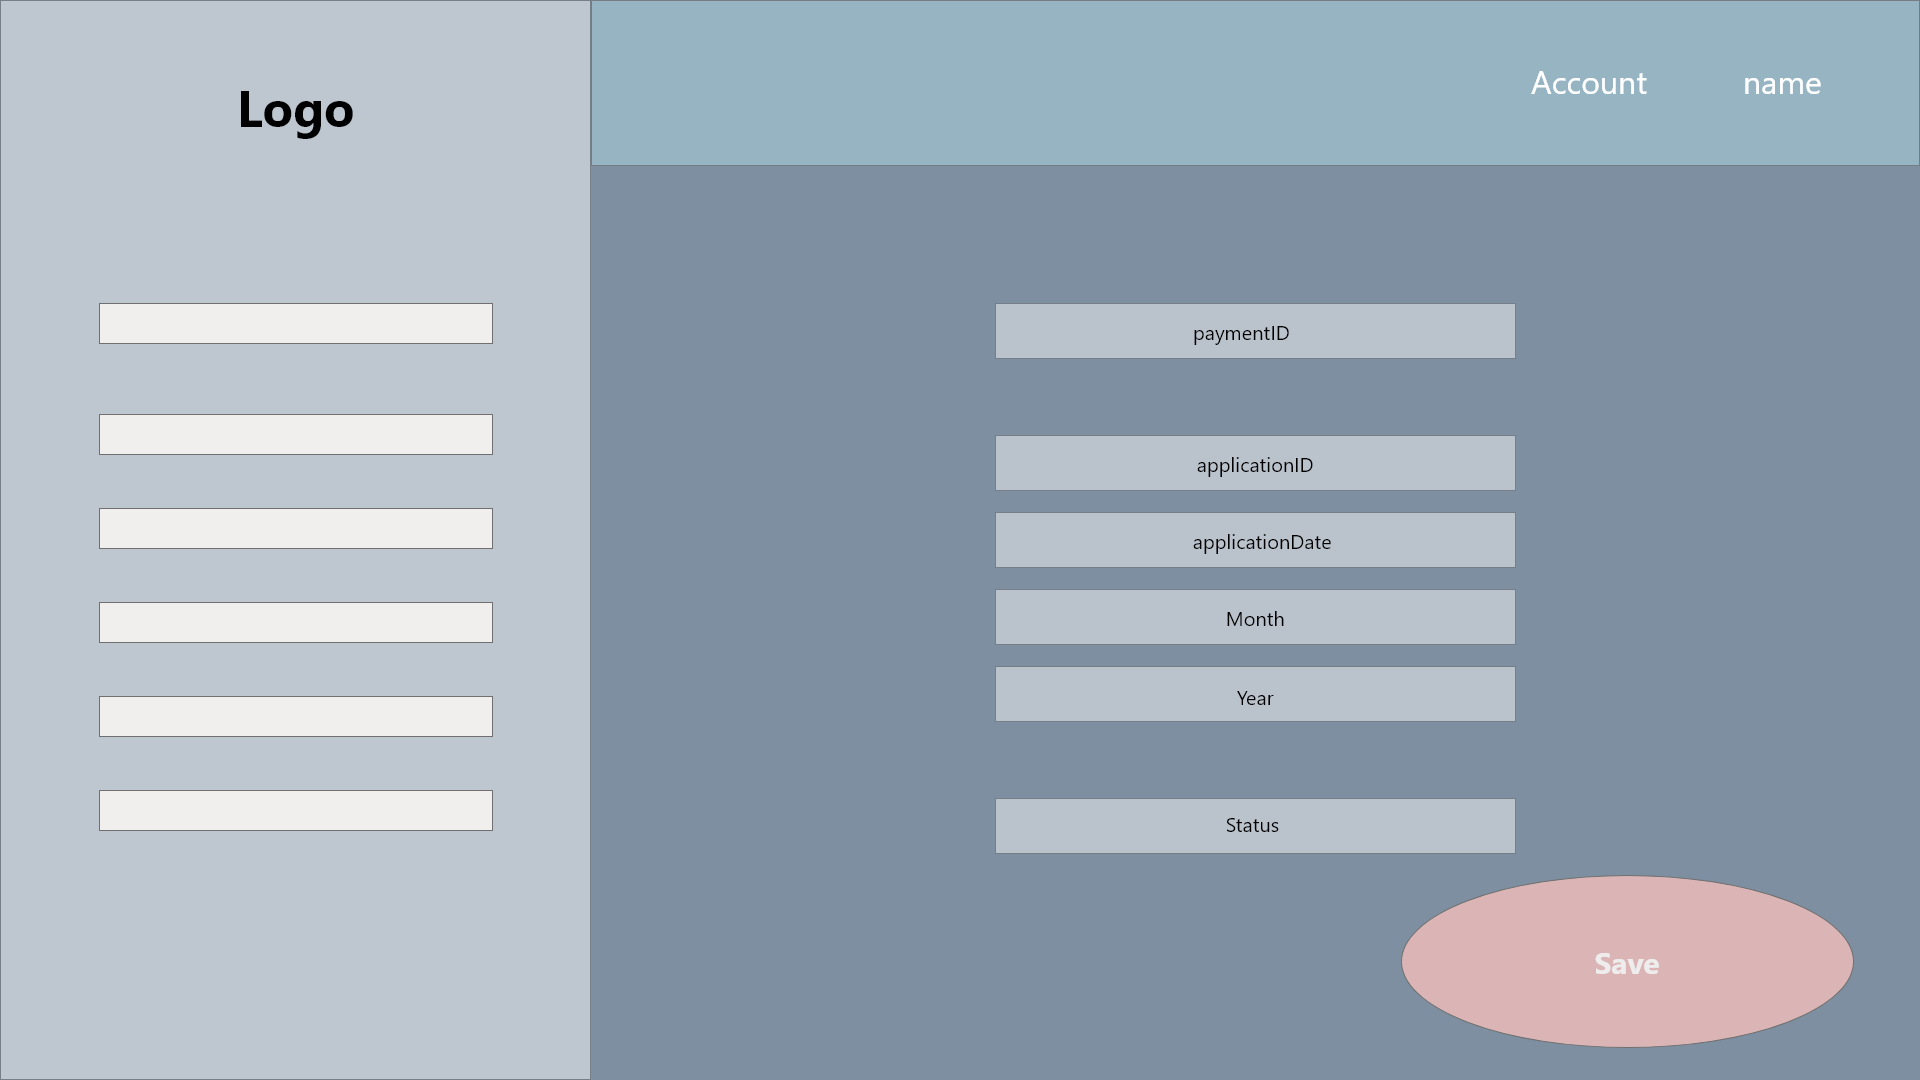 Logo
Account
name
paymentID
applicationID
applicationDate
Month
Year
Status
Save